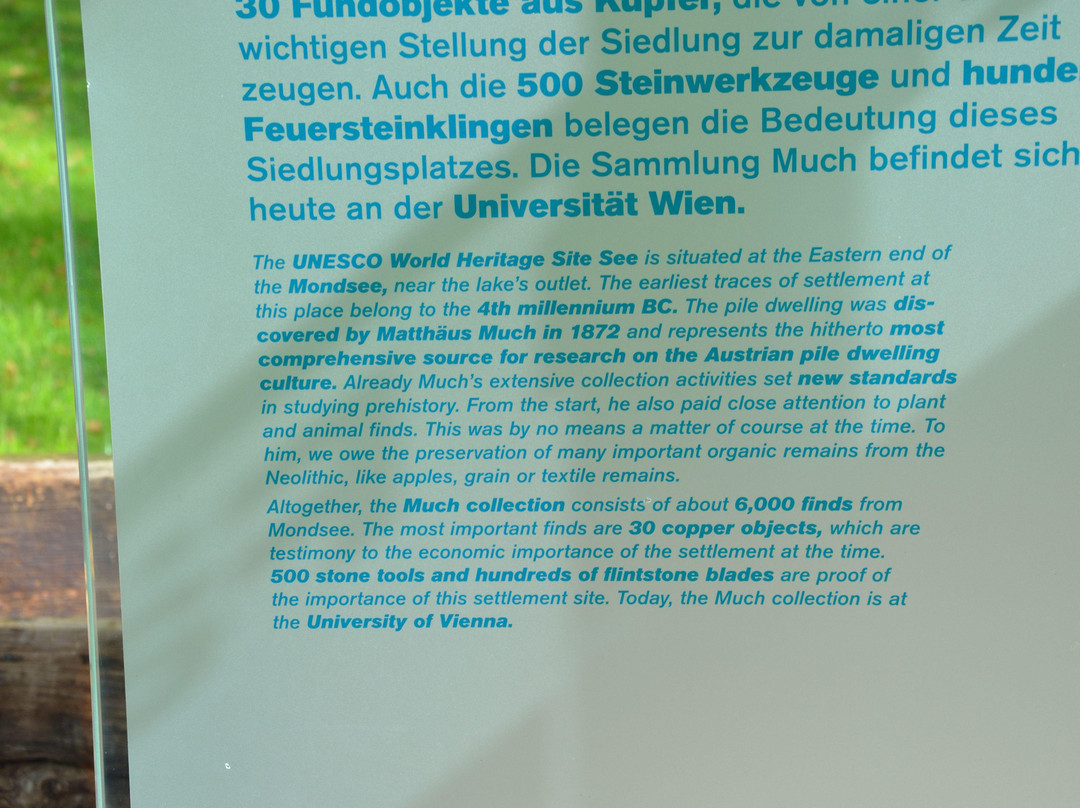 30 Fundobjekte aus Kupfer, die von
wichtigen Stellung der Siedlung zur damaligen Zeit
zeugen. Auch die 500 Steinwerkzeuge und hunde
Feuersteinklingen belegen die Bedeutung dieses
Siedlungsplatzes. Die Sammlung Much befindet sich
heute an der Universität Wien.
The UNESCO World Heritage Site See is situated at the Eastern end of
the Mondsee, near the lake's outlet. The earliest traces of settlement at
this place belong to the 4th millennium BC. The pile dwelling was dis-
covered by Matthäus Much in 1872 and represents the hitherto most
comprehensive source for research on the Austrian pile dwelling
culture. Already Much's extensive collection activities set new standards
in studying prehistory. From the start, he also paid close attention to plant
and animal finds. This was by no means a matter of course at the time. To
him, we owe the preservation of many important organic remains from the
Neolithic, like apples, grain or textile remains.
Altogether, the Much collection consists of about 6,000 finds from
Mondsee. The most important finds are 30 copper objects, which are
testimony to the economic importance of the settlement at the time.
500 stone tools and hundreds of flintstone blades are proof of
the importance of this settlement site. Today, the Much collection is at
the University of Vienna.